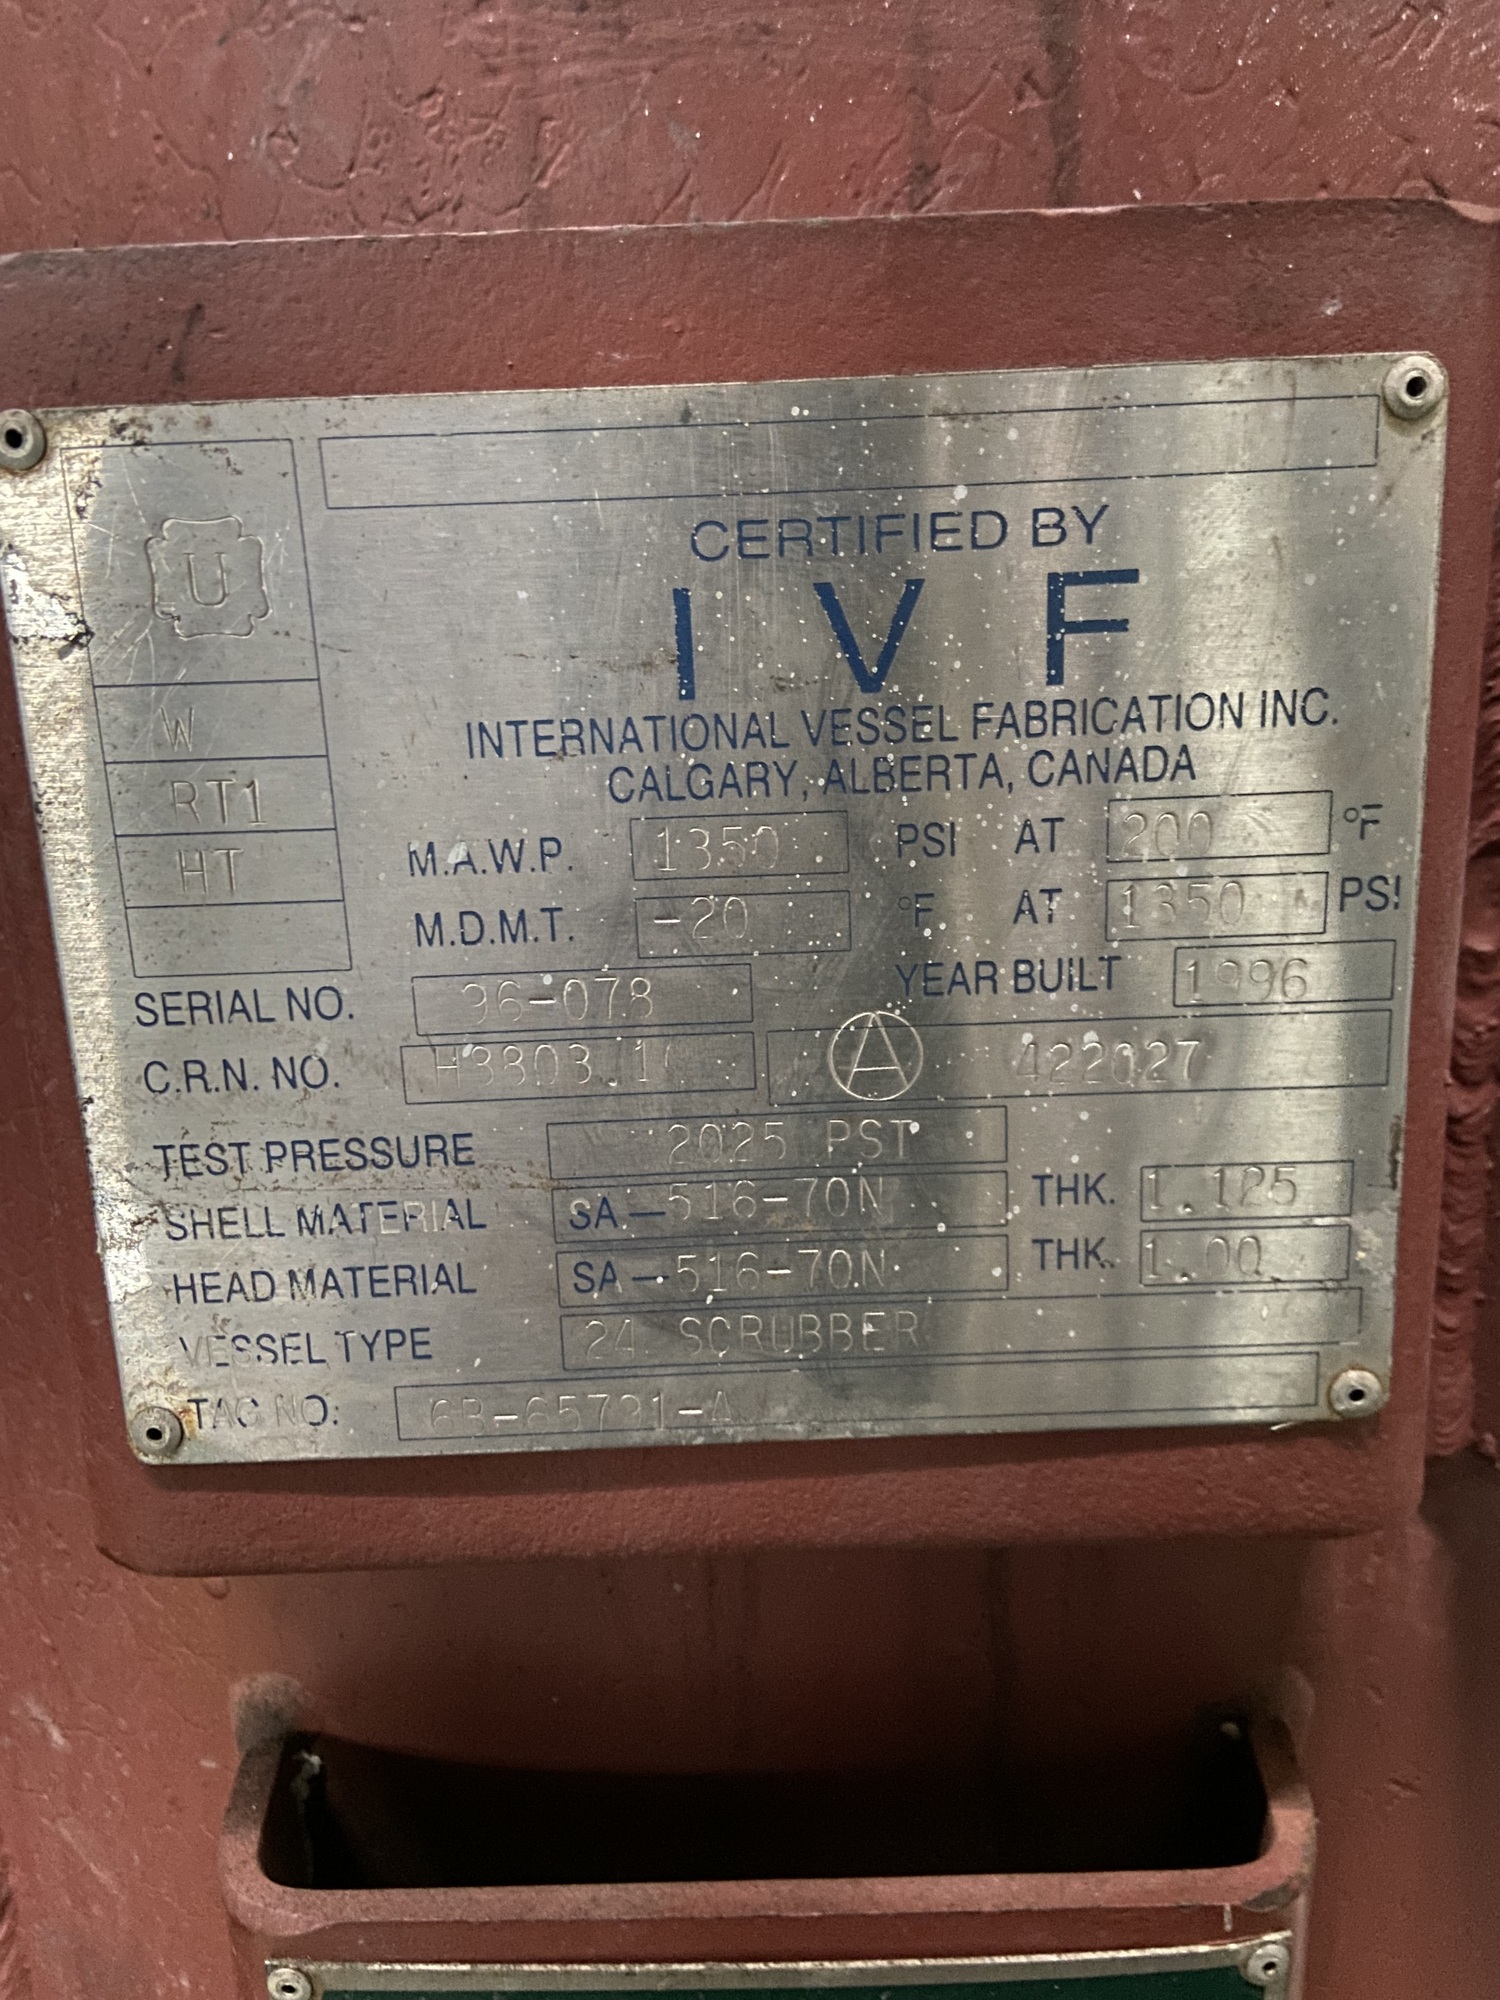 U
W
RT1
HT
CERTIFIED BY
I V F
INTERNATIONAL VESSEL FABRICATION INC.
CALGARY, ALBERTA, CANADA
M.A.W.P. 1350 PSI AT 200 °F
M.D.M.T. -20 °F AT 1350 PSI
SERIAL NO. 96-078 YEAR BUILT 1996
C.R.N. NO. A 422027
TEST PRESSURE 2025 PSI
SHELL MATERIAL SA-516-70N THK. 1.125
HEAD MATERIAL SA-516-70N THK. 1.00
VESSEL TYPE 24 SCRUBBER
TAG NO: